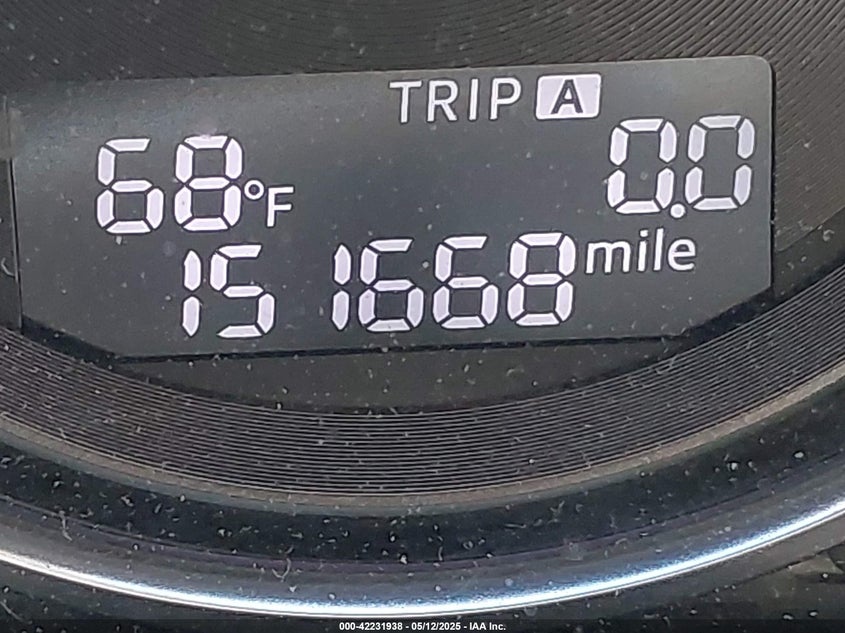 TRIP A
68°F 0.0
151668 mile
000-42231938 - 05/12/2025 - IAA Inc.